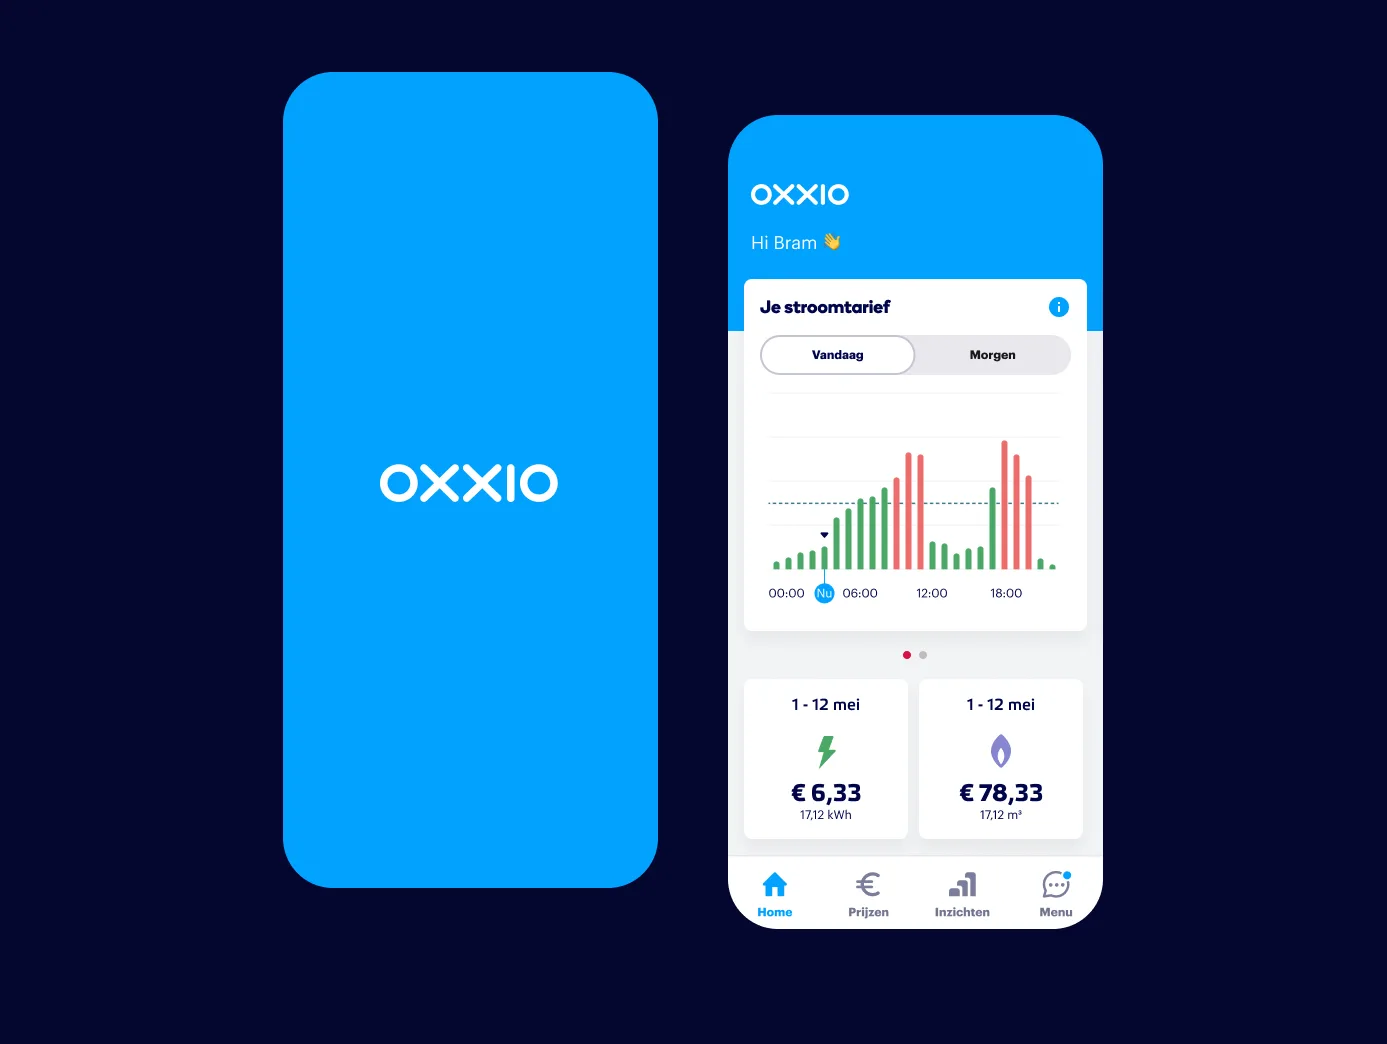 OXXIO
OXXIO
Hi Bram 👋
Je stroomtarief
Vandaag
Morgen
00:00
Nu
06:00
12:00
18:00
1 - 12 mei
€ 6,33
17,12 kWh
1 - 12 mei
€ 78,33
17,12 m³
Home
Prijzen
Inzichten
Menu